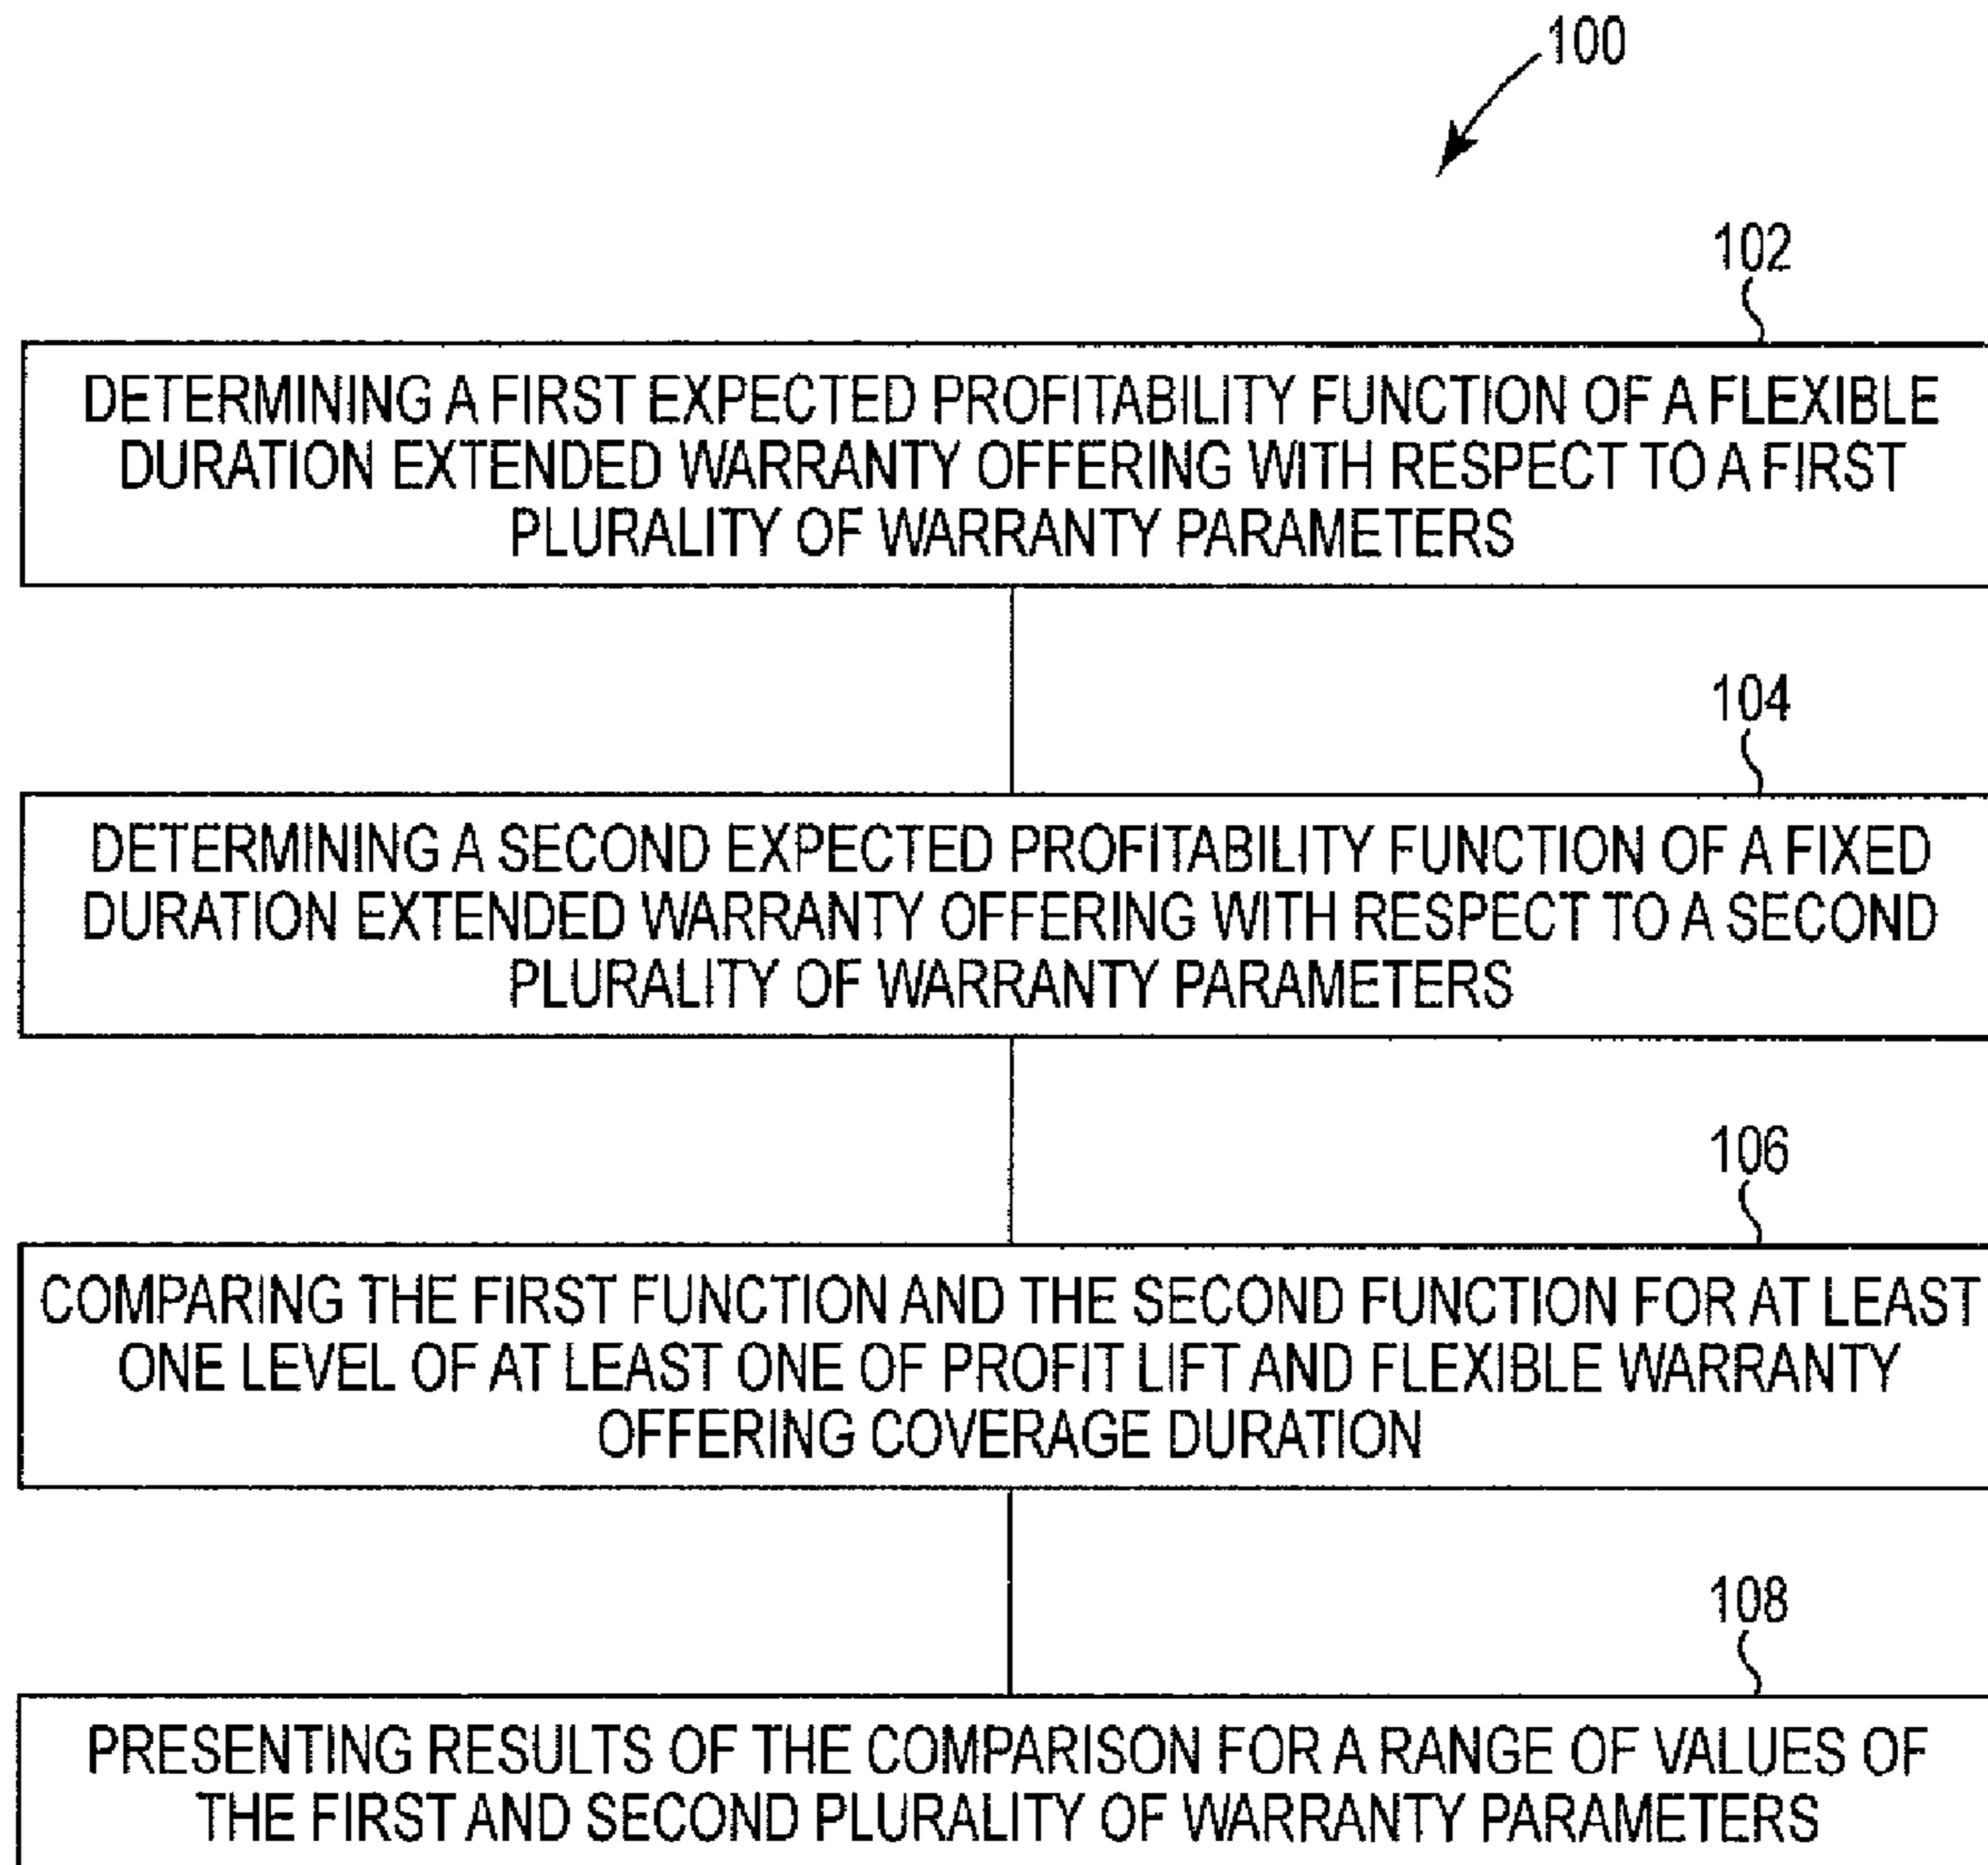 100
102
DETERMINING A FIRST EXPECTED PROFITABILITY FUNCTION OF A FLEXIBLE
DURATION EXTENDED WARRANTY OFFERING WITH RESPECT TO A FIRST
PLURALITY OF WARRANTY PARAMETERS
104
DETERMINING A SECOND EXPECTED PROFITABILITY FUNCTION OF A FIXED
DURATION EXTENDED WARRANTY OFFERING WITH RESPECT TO A SECOND
PLURALITY OF WARRANTY PARAMETERS
106
COMPARING THE FIRST FUNCTION AND THE SECOND FUNCTION FOR AT LEAST
ONE LEVEL OF AT LEAST ONE OF PROFIT LIFT AND FLEXIBLE WARRANTY
OFFERING COVERAGE DURATION
108
PRESENTING RESULTS OF THE COMPARISON FOR A RANGE OF VALUES OF
THE FIRST AND SECOND PLURALITY OF WARRANTY PARAMETERS